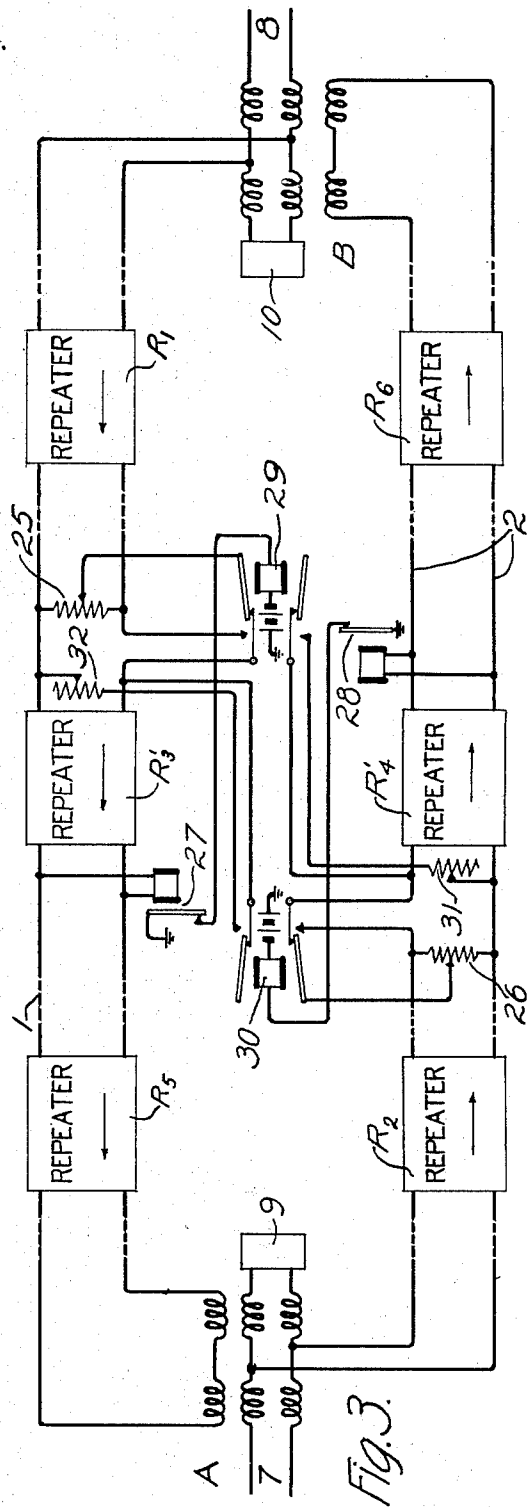 8
10
B
REPEATER
R1
REPEATER
R6
25
32
29
2
28
REPEATER
R'3
REPEATER
R'4
27
31
30
26
1
REPEATER
R5
REPEATER
R2
9
A
7
Fig. 3.